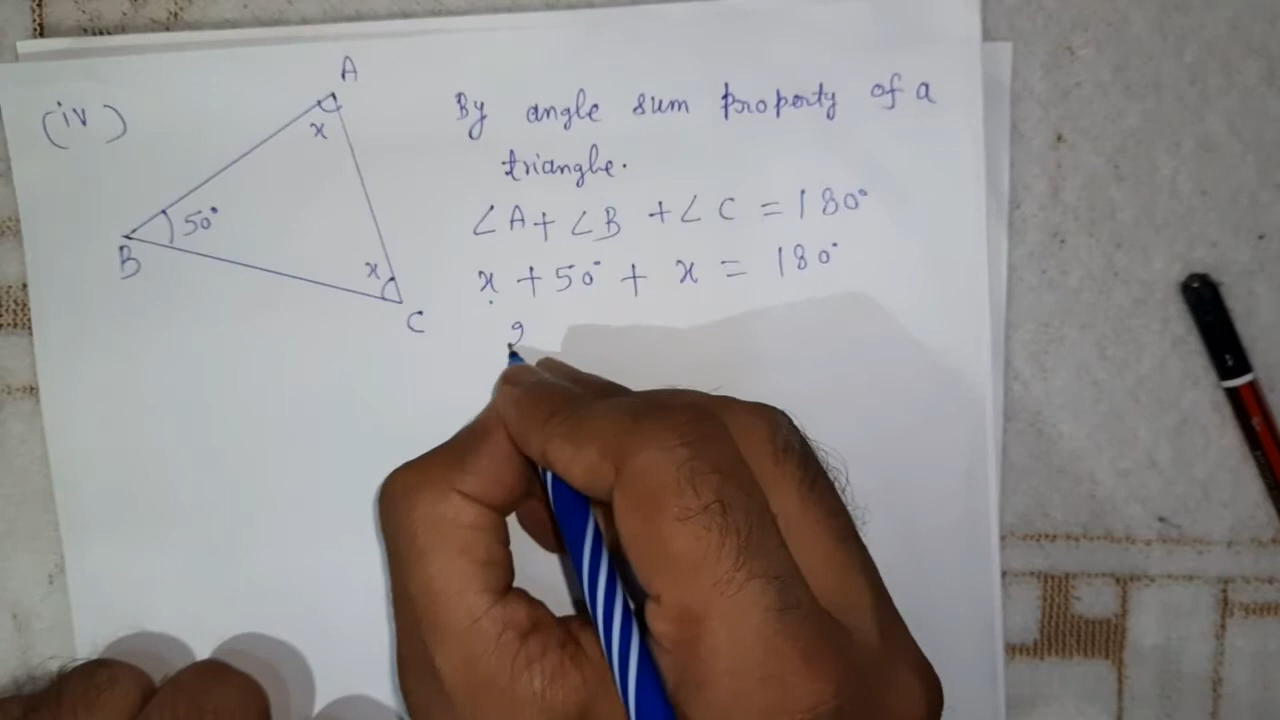 (iv)
A
x
50°
B
x
C
By angle sum property of a
triangle.
∠A + ∠B + ∠C = 180°
x + 50° + x = 180°